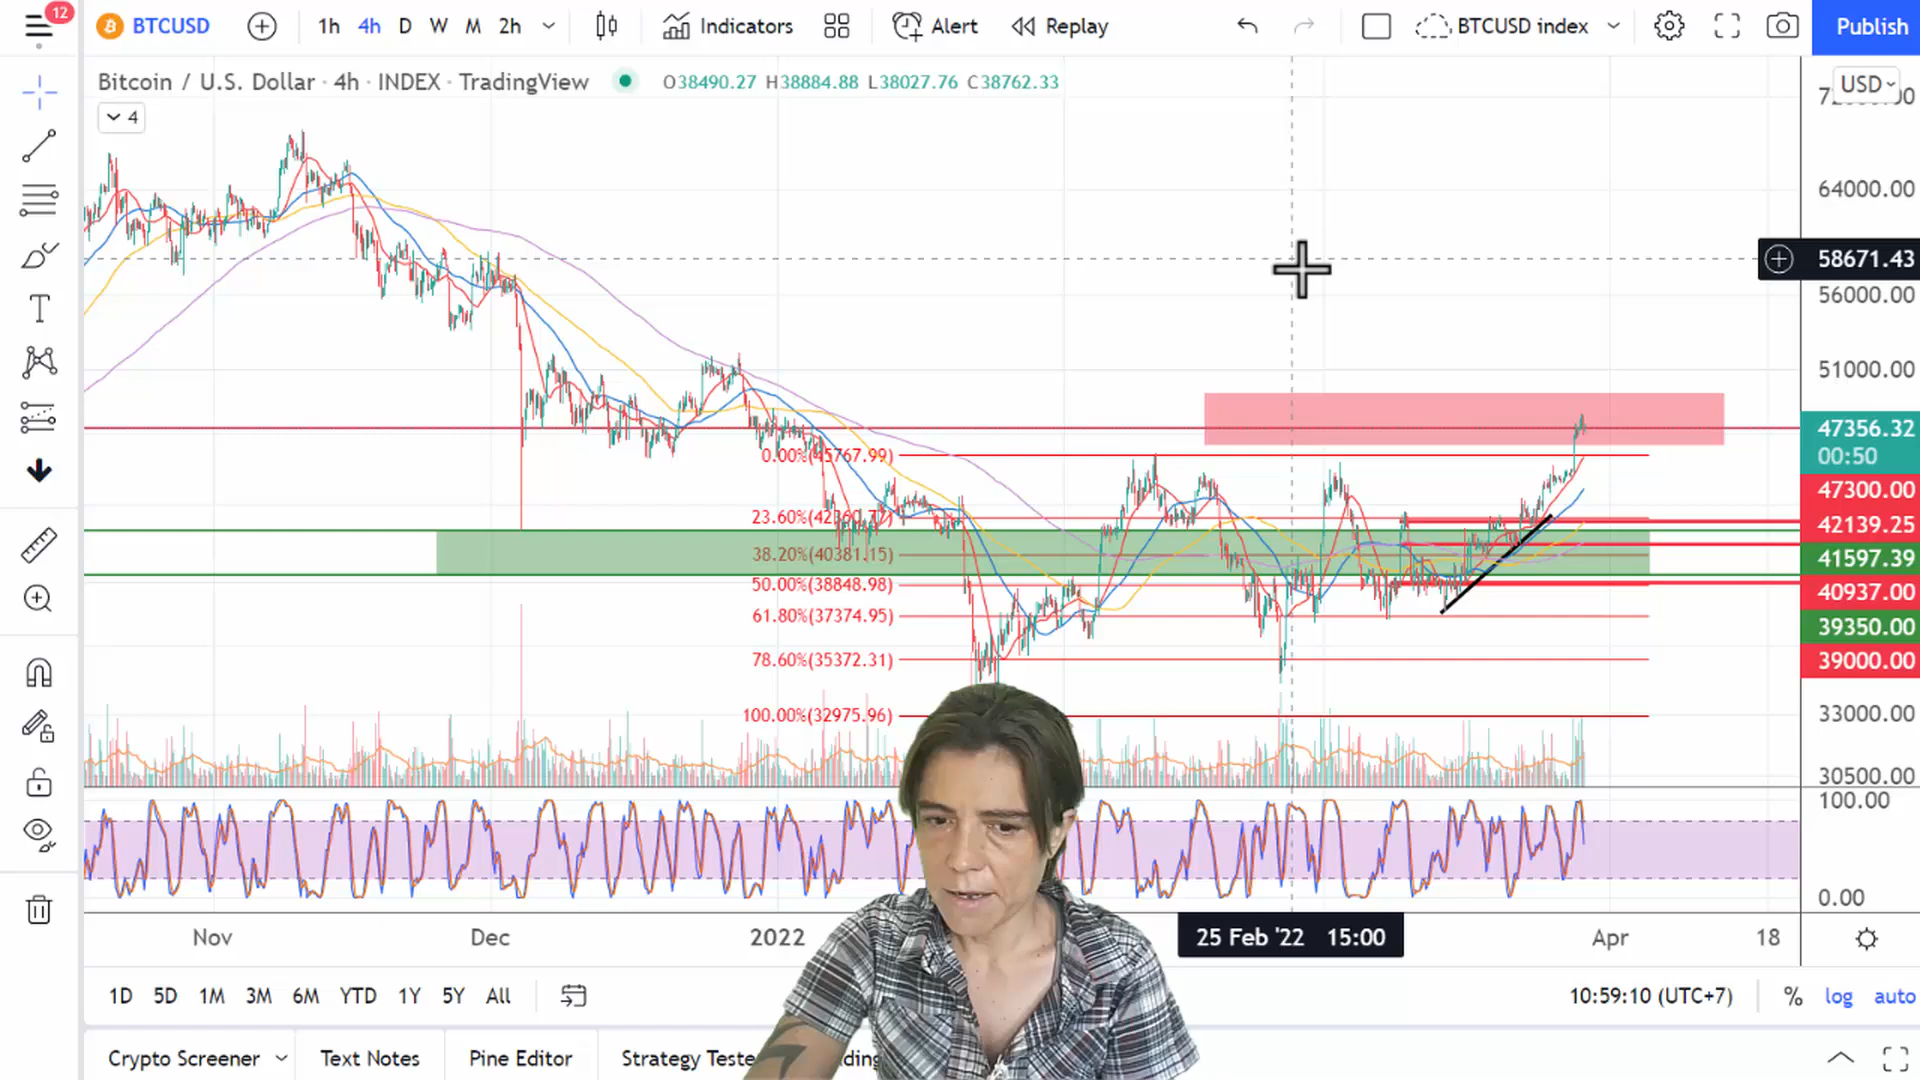 12
BTCUSD
1h 4h D W M 2h
Indicators
Alert
Replay
BTCUSD index
Publish
Bitcoin / U.S. Dollar · 4h · INDEX · TradingView
O38490.27 H38884.88 L38027.76 C38762.33
USD
4
64000.00
58671.43
56000.00
51000.00
47356.32
00:50
0.00%(45767.99)
47300.00
23.60%(42361.77)
42139.25
38.20%(40381.15)
41597.39
50.00%(38848.98)
40937.00
61.80%(37374.95)
39350.00
78.60%(35372.31)
39000.00
100.00%(32975.96)
33000.00
30500.00
100.00
0.00
Nov Dec 2022 25 Feb '22 15:00 Apr 18
1D 5D 1M 3M 6M YTD 1Y 5Y All
10:59:10 (UTC+7) % log auto
Crypto Screener Text Notes Pine Editor Strategy Teste ding